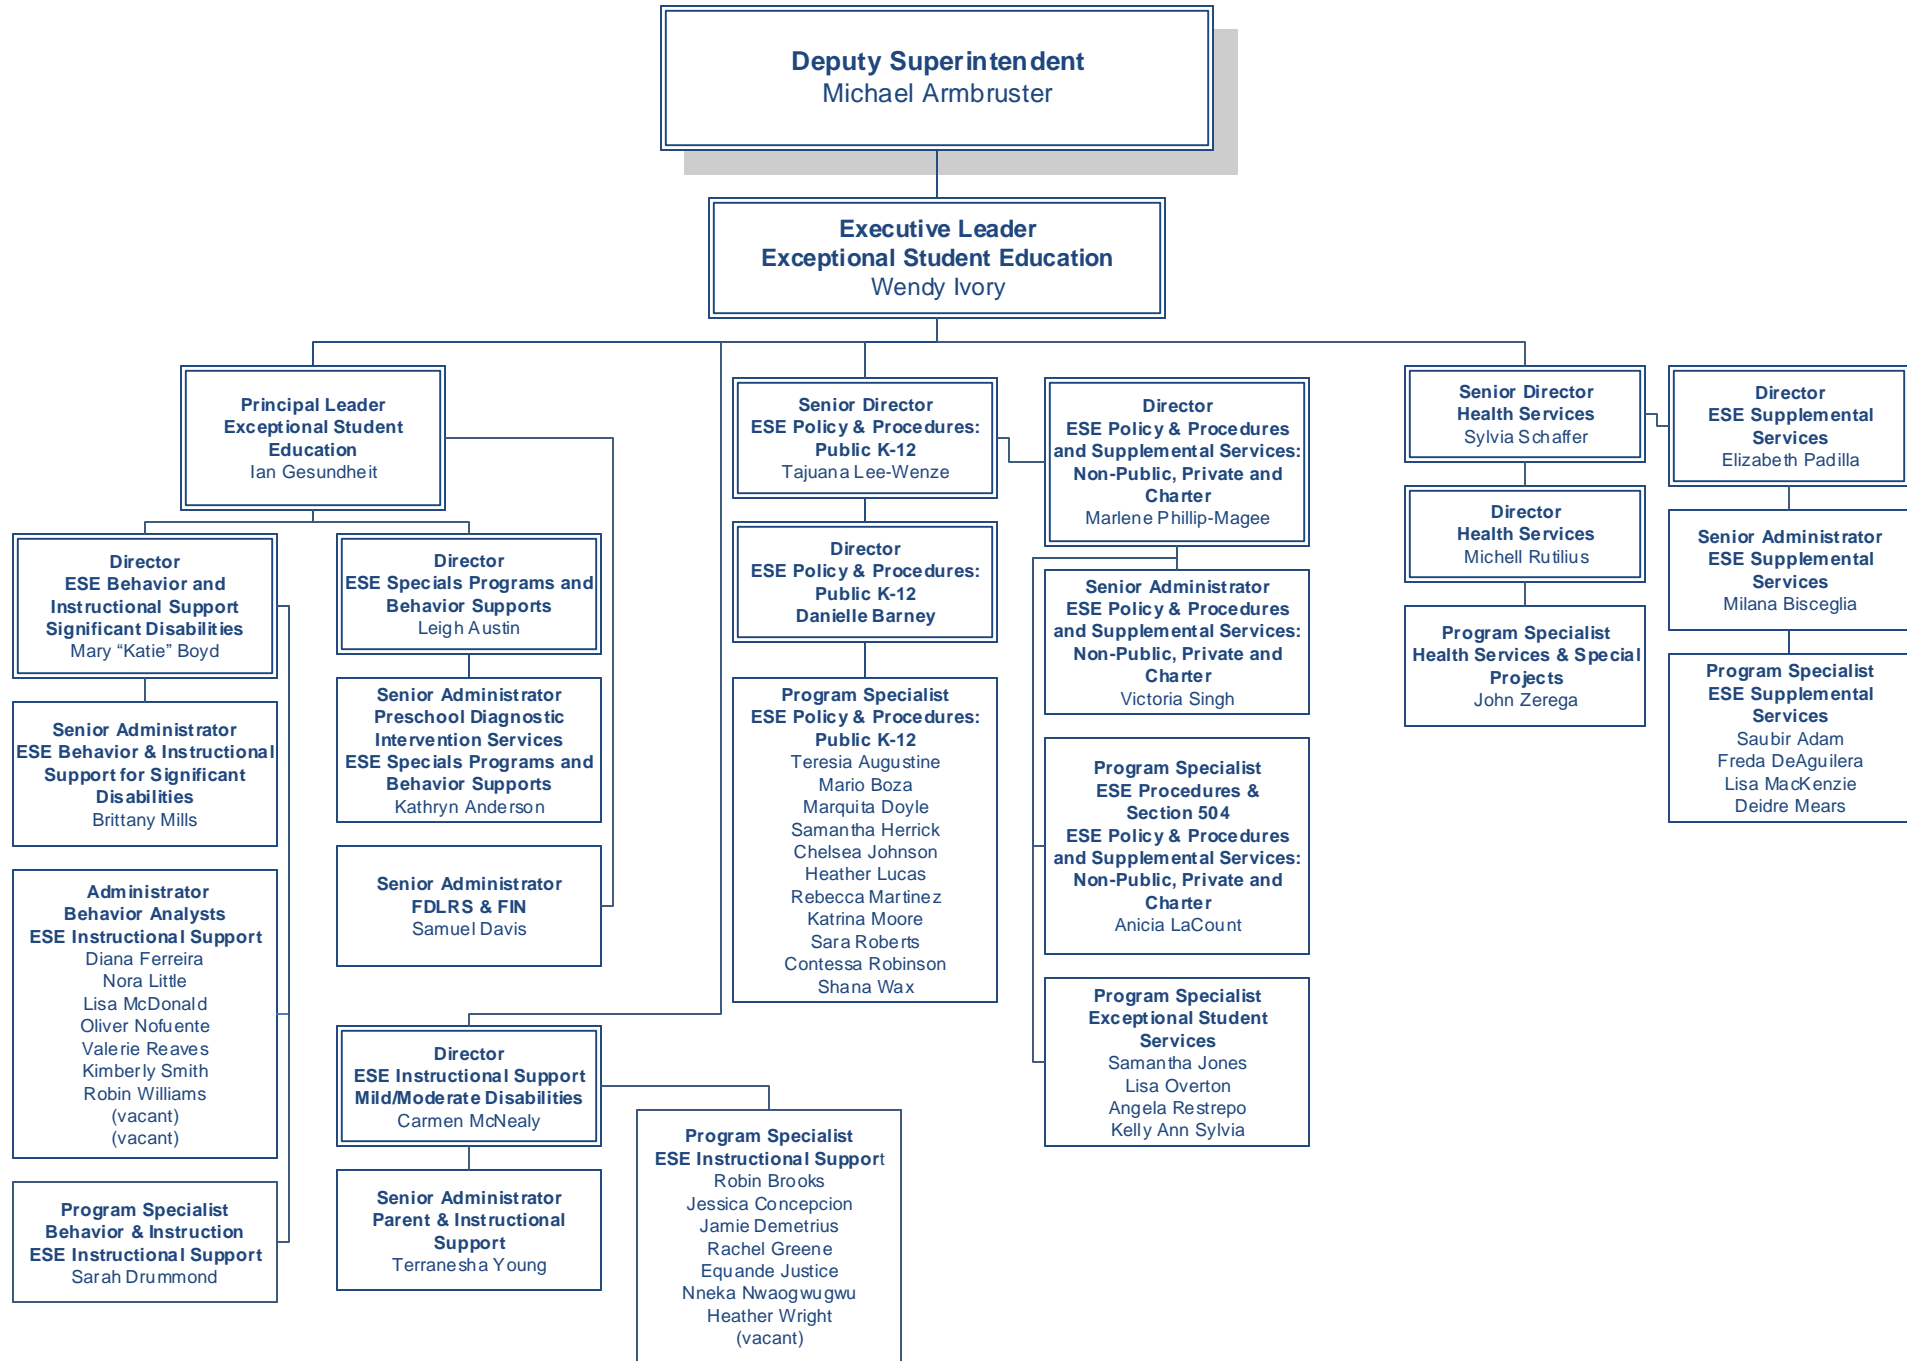 Deputy Superintendent
Michael Armbruster
Executive Leader
Exceptional Student Education
Wendy Ivory
Principal Leader
Exceptional Student
Education
Ian Gesundheit
Director
ESE Behavior and
Instructional Support
Significant Disabilities
Mary “Katie” Boyd
Senior Administrator
ESE Behavior & Instructional
Support for Significant
Disabilities
Brittany Mills
Administrator
Behavior Analysts
ESE Instructional Support
Diana Ferreira
Nora Little
Lisa McDonald
Oliver Nofuente
Valerie Reaves
Kimberly Smith
Robin Williams
(vacant)
(vacant)
Program Specialist
Behavior & Instruction
ESE Instructional Support
Sarah Drummond
Director
ESE Specials Programs and
Behavior Supports
Leigh Austin
Senior Administrator
Preschool Diagnostic
Intervention Services
ESE Specials Programs and
Behavior Supports
Kathryn Anderson
Senior Administrator
FDLRS & FIN
Samuel Davis
Director
ESE Instructional Support
Mild/Moderate Disabilities
Carmen McNealy
Senior Administrator
Parent & Instructional
Support
Terranesha Young
Program Specialist
ESE Instructional Support
Robin Brooks
Jessica Concepcion
Jamie Demetrius
Rachel Greene
Equande Justice
Nneka Nwaogwugwu
Heather Wright
(vacant)
Senior Director
ESE Policy & Procedures:
Public K-12
Tajuana Lee-Wenze
Director
ESE Policy & Procedures:
Public K-12
Danielle Barney
Program Specialist
ESE Policy & Procedures:
Public K-12
Teresia Augustine
Mario Boza
Marquita Doyle
Samantha Herrick
Chelsea Johnson
Heather Lucas
Rebecca Martinez
Katrina Moore
Sara Roberts
Contessa Robinson
Shana Wax
Director
ESE Policy & Procedures
and Supplemental Services:
Non-Public, Private and
Charter
Marlene Phillip-Magee
Senior Administrator
ESE Policy & Procedures
and Supplemental Services:
Non-Public, Private and
Charter
Victoria Singh
Program Specialist
ESE Procedures &
Section 504
ESE Policy & Procedures
and Supplemental Services:
Non-Public, Private and
Charter
Anicia LaCount
Program Specialist
Exceptional Student
Services
Samantha Jones
Lisa Overton
Angela Restrepo
Kelly Ann Sylvia
Senior Director
Health Services
Sylvia Schaffer
Director
Health Services
Michell Rutilius
Program Specialist
Health Services & Special
Projects
John Zerega
Director
ESE Supplemental
Services
Elizabeth Padilla
Senior Administrator
ESE Supplemental
Services
Milana Bisceglia
Program Specialist
ESE Supplemental
Services
Saubir Adam
Freda DeAguilera
Lisa MacKenzie
Deidre Mears